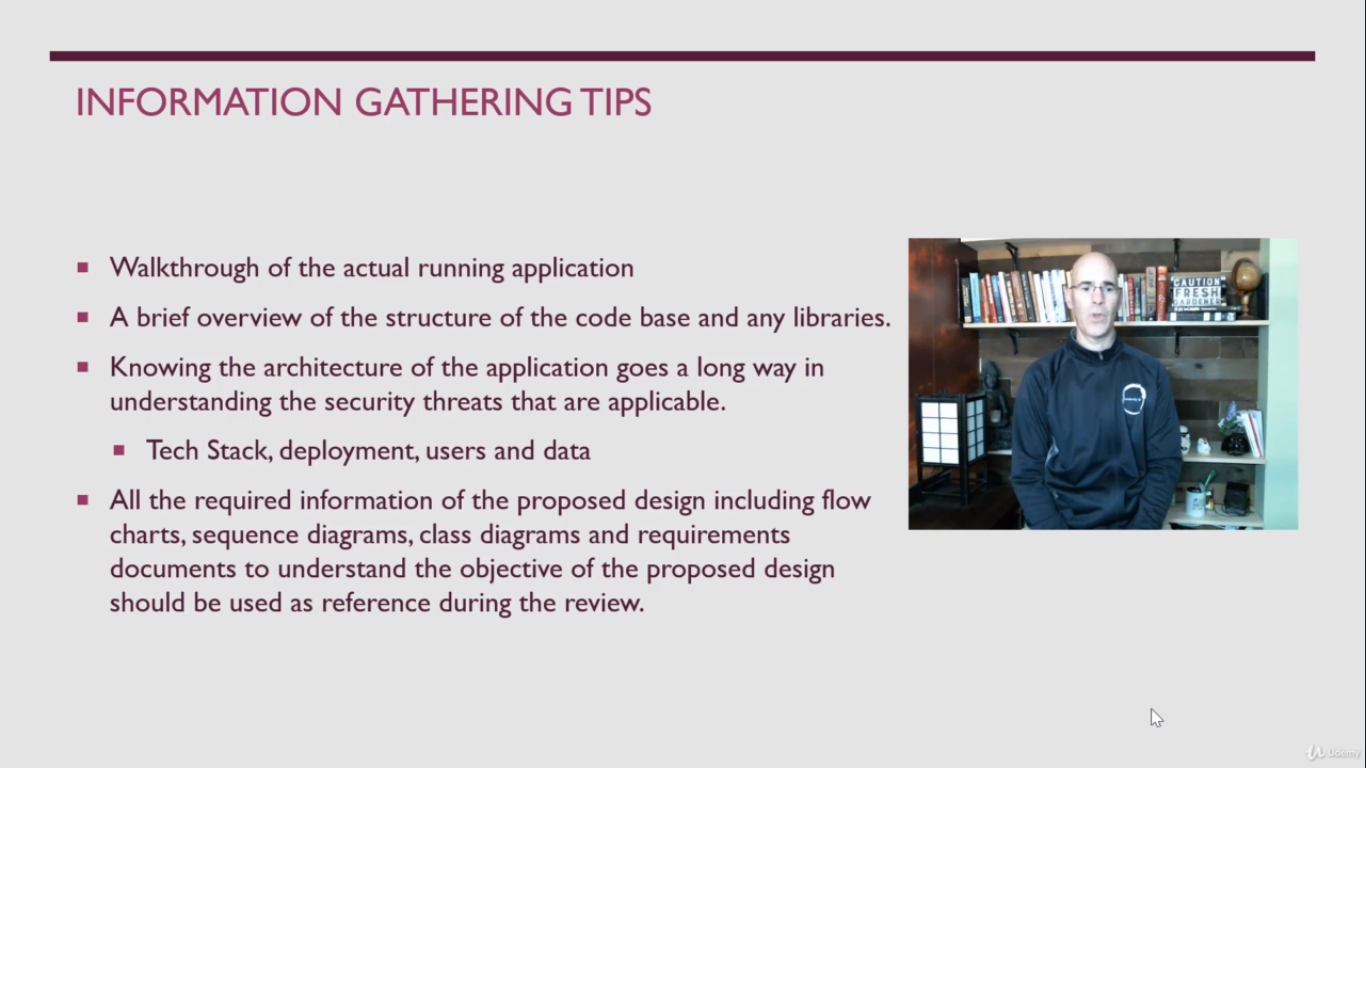 INFORMATION GATHERING TIPS
Walkthrough of the actual running application
A brief overview of the structure of the code base and any libraries.
Knowing the architecture of the application goes a long way in
understanding the security threats that are applicable.
Tech Stack, deployment, users and data
All the required information of the proposed design including flow
charts, sequence diagrams, class diagrams and requirements
documents to understand the objective of the proposed design
should be used as reference during the review.
CAUTION
FRESH
GARDENER
Udemy